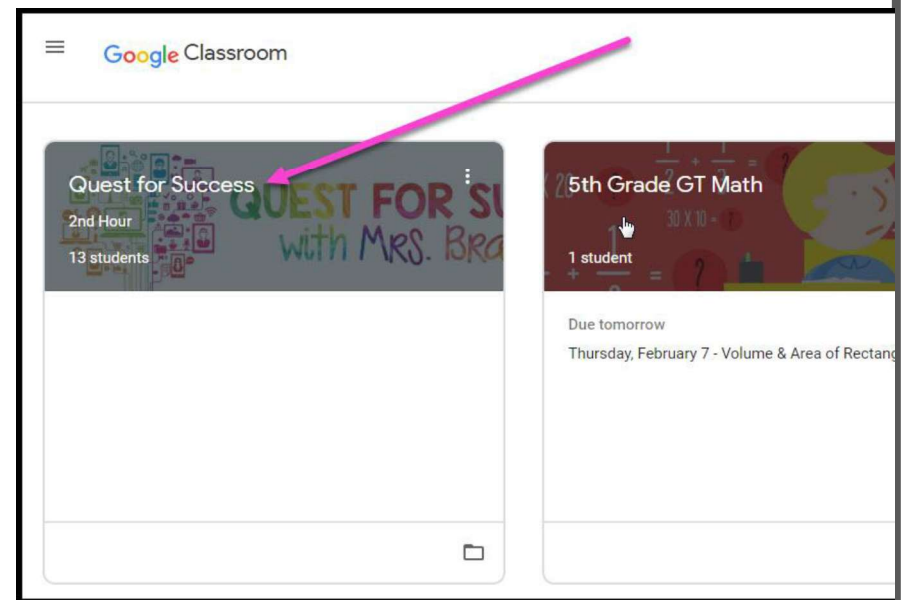 Google Classroom
Quest for Success
2nd Hour
13 students
QUEST FOR SU
with MRS. BRA
5th Grade GT Math
1 student
30 X 10 = ?
Due tomorrow
Thursday, February 7 - Volume & Area of Rectang